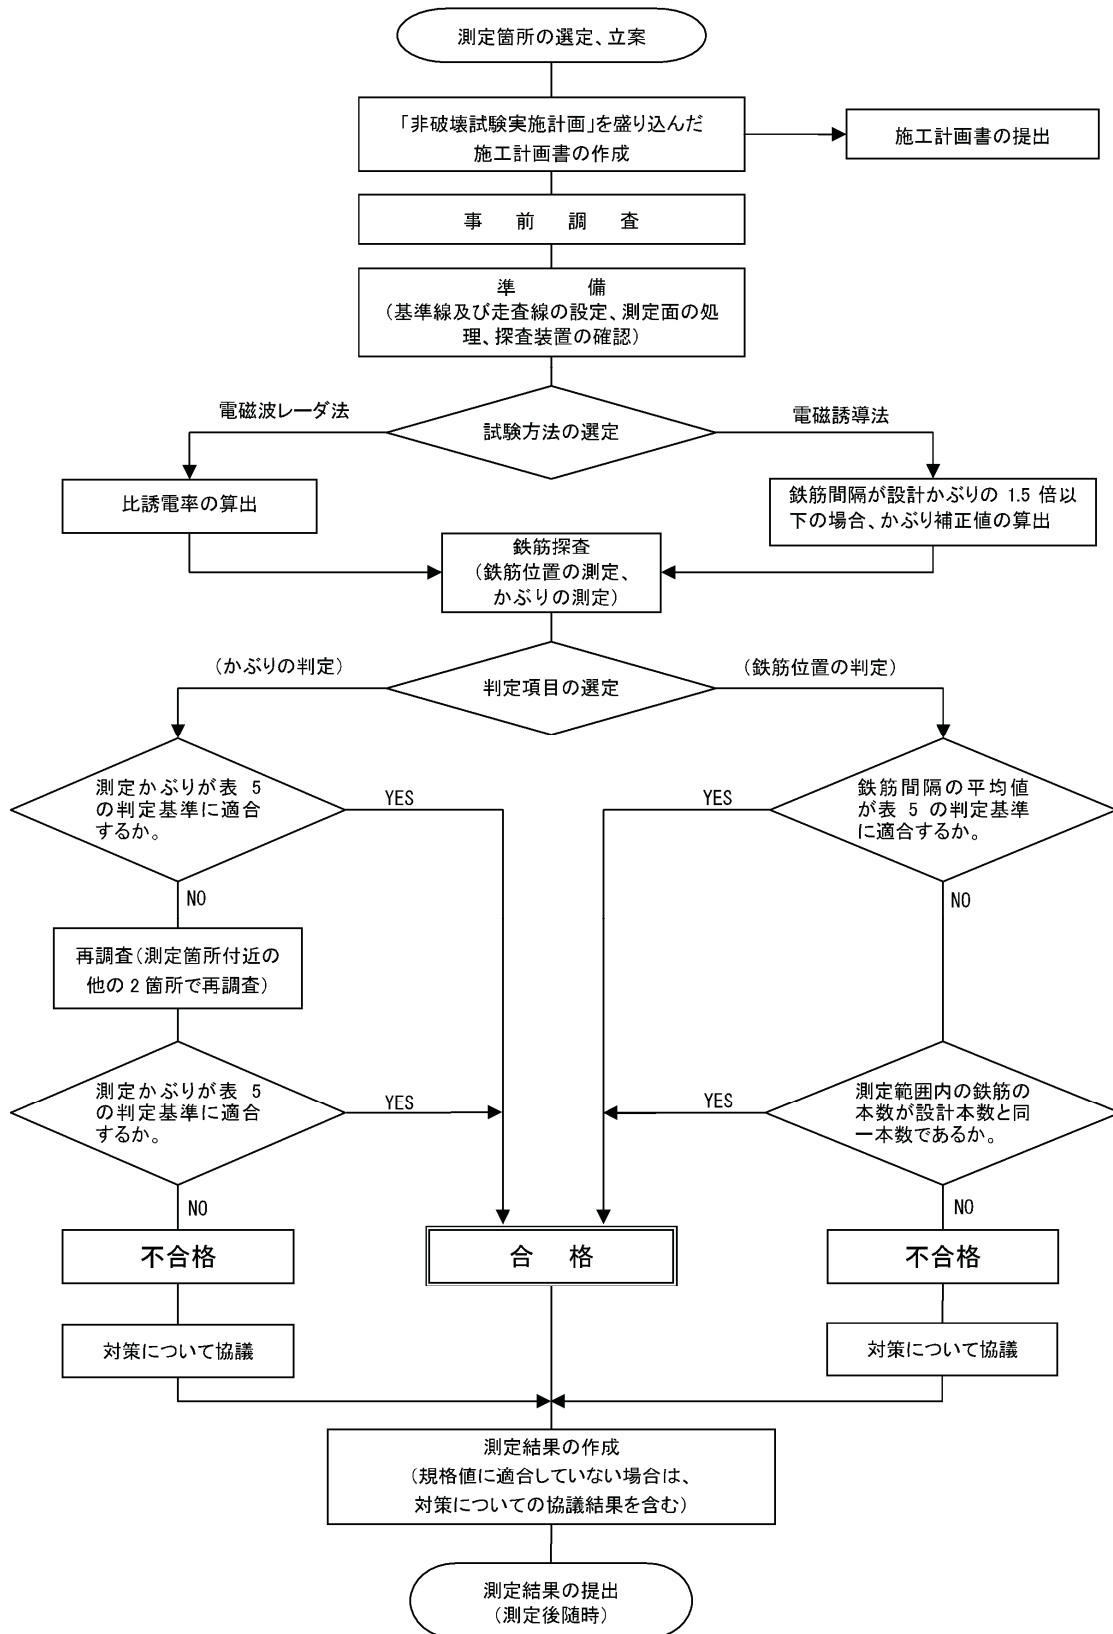 測定箇所の選定、立案
「非破壊試験実施計画」を盛り込んだ
施工計画書の作成
施工計画書の提出
事 前 調 査
準 備
(基準線及び走査線の設定、測定面の処
理、探査装置の確認)
電磁波レーダ法
試験方法の選定
電磁誘導法
比誘電率の算出
鉄筋間隔が設計かぶりの 1.5 倍以
下の場合、かぶり補正値の算出
鉄筋探査
(鉄筋位置の測定、
かぶりの測定)
(かぶりの判定)
判定項目の選定
(鉄筋位置の判定)
測定かぶりが表 5
の判定基準に適合
するか。
YES
YES
鉄筋間隔の平均値
が表 5 の判定基準
に適合するか。
NO
NO
再調査(測定箇所付近の
他の 2 箇所で再調査)
測定かぶりが表 5
の判定基準に適合
するか。
YES
YES
測定範囲内の鉄筋の
本数が設計本数と同
一本数であるか。
NO
NO
不合格
合 格
不合格
対策について協議
対策について協議
測定結果の作成
(規格値に適合していない場合は、
対策についての協議結果を含む)
測定結果の提出
(測定後随時)